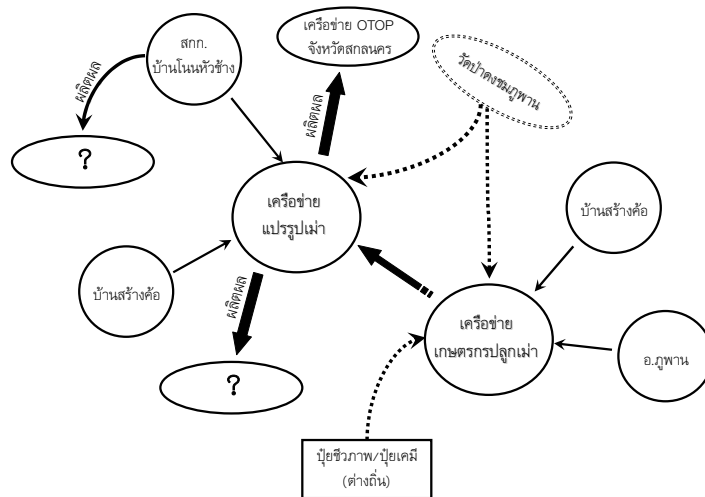 เครือข่าย OTOP
จังหวัดสกลนคร
สกก.
บ้านโนนหัวช้าง
วัดป่าดงชมภูพาน
ผลิตผล
ผลิตผล
?
เครือข่าย
แปรรูปเม่า
บ้านสร้างค้อ
บ้านสร้างค้อ
ผลิตผล
เครือข่าย
เกษตรกรปลูกเม่า
อ.ภูพาน
?
ปุ๋ยชีวภาพ/ปุ๋ยเคมี
(ต่างถิ่น)